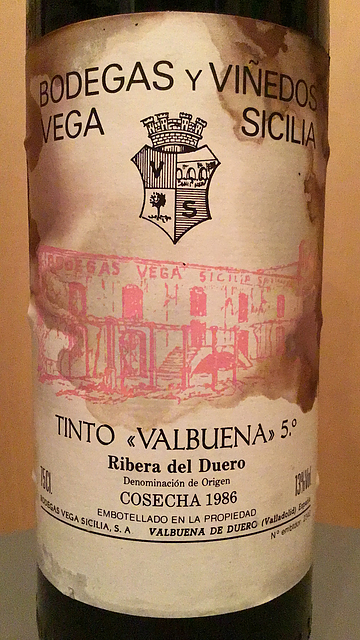 BODEGAS Y VIÑEDOS
VEGA SICILIA
V
S
BODEGAS VEGA SICILIA
TINTO «VALBUENA» 5.º
Ribera del Duero
Denominación de Origen
75Cl. COSECHA 1986 13%Vol.
EMBOTELLADO EN LA PROPIEDAD
BODEGAS VEGA SICILIA, S. A VALBUENA DE DUERO (Valladolid) España